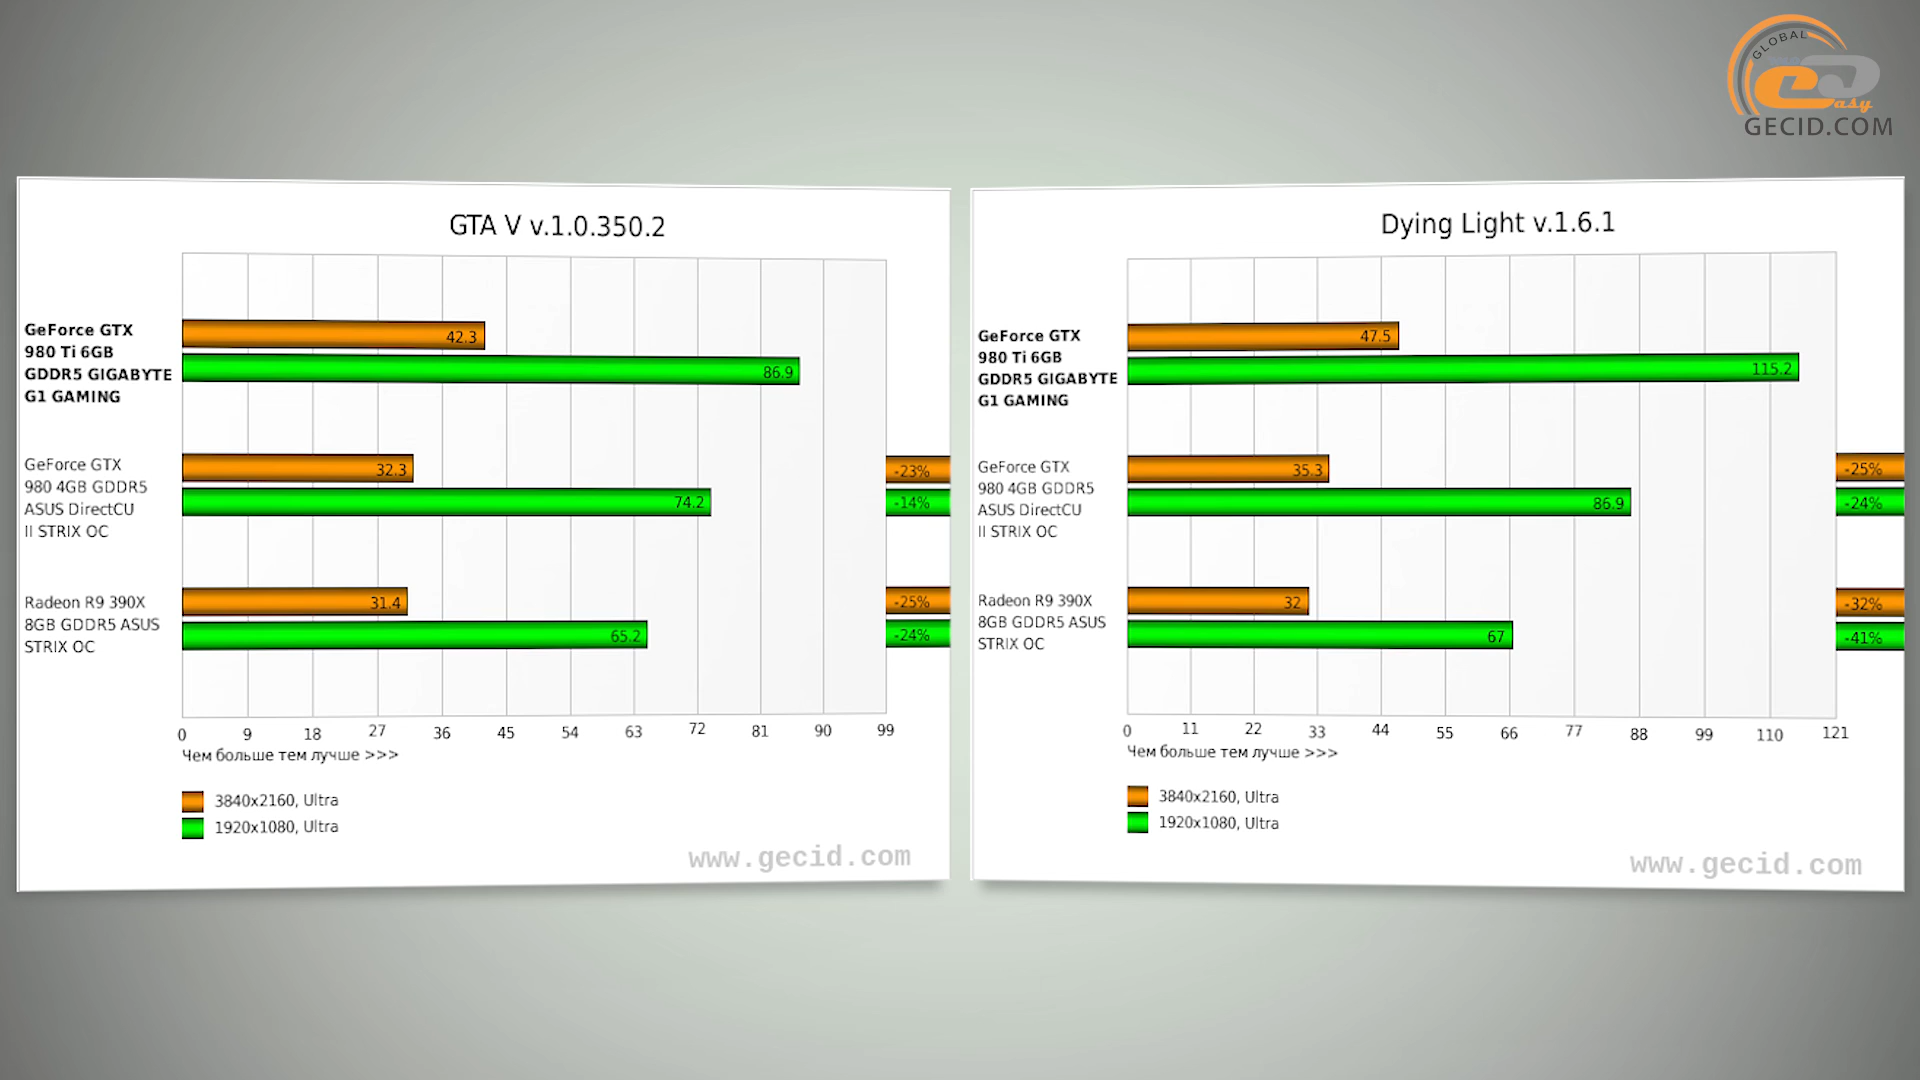 GLOBAL
easy
GECID.COM
GTA V v.1.0.350.2
GeForce GTX
980 Ti 6GB
GDDR5 GIGABYTE
G1 GAMING
42.3
86.9
GeForce GTX
980 4GB GDDR5
ASUS DirectCU
II STRIX OC
32.3
-23%
74.2
-14%
Radeon R9 390X
8GB GDDR5 ASUS
STRIX OC
31.4
-25%
65.2
-24%
0 9 18 27 36 45 54 63 72 81 90 99
Чем больше тем лучше >>>
3840x2160, Ultra
1920x1080, Ultra
www.gecid.com
Dying Light v.1.6.1
GeForce GTX
980 Ti 6GB
GDDR5 GIGABYTE
G1 GAMING
47.5
115.2
GeForce GTX
980 4GB GDDR5
ASUS DirectCU
II STRIX OC
35.3
-25%
86.9
-24%
Radeon R9 390X
8GB GDDR5 ASUS
STRIX OC
32
-32%
67
-41%
0 11 22 33 44 55 66 77 88 99 110 121
Чем больше тем лучше >>>
3840x2160, Ultra
1920x1080, Ultra
www.gecid.com